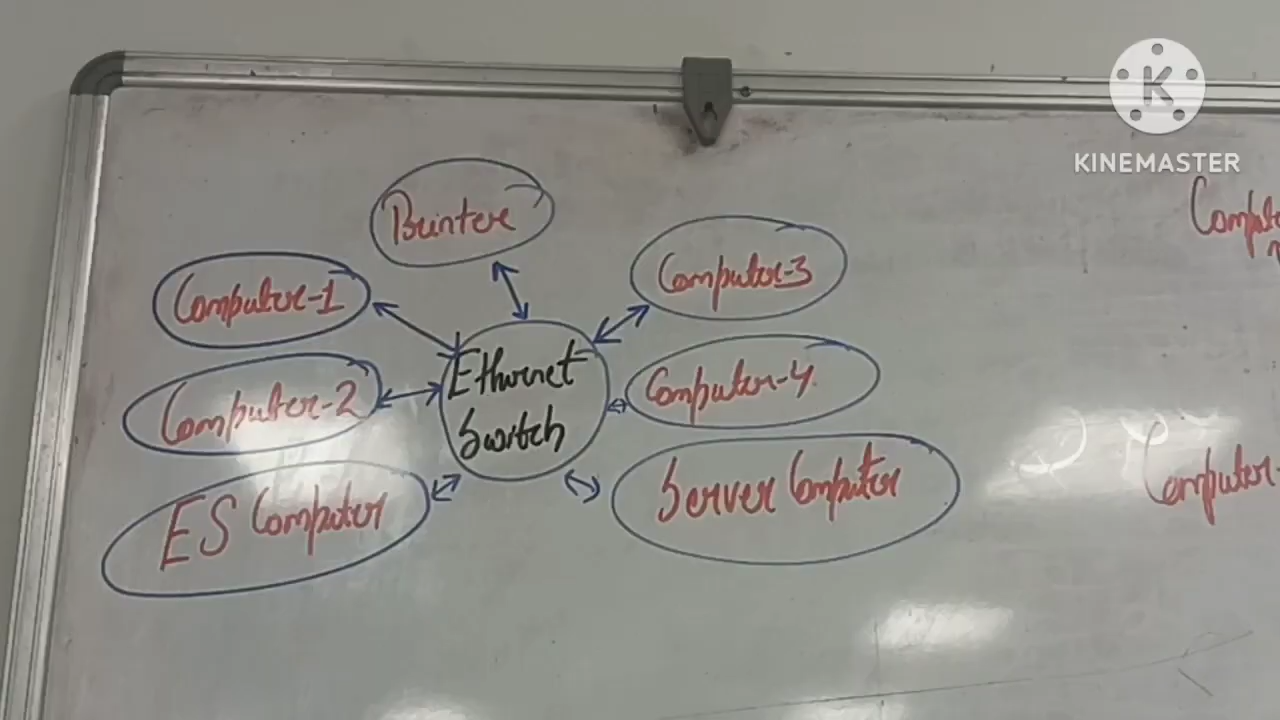 KINEMASTER
Printer
Computer-1
Computer-3
Computer-2
Ethernet
Switch
Computer-4
ES Computer
Server Computer
Computer-